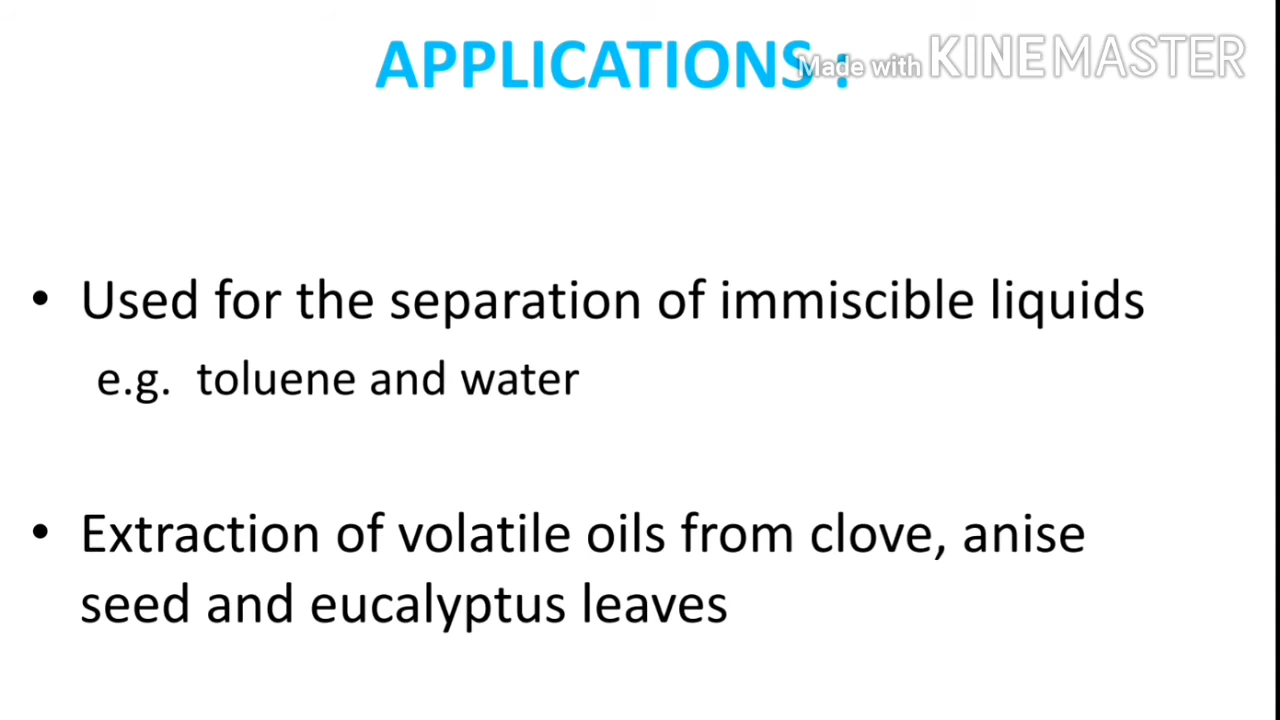 APPLICATIONS :
Made with KINEMASTER
• Used for the separation of immiscible liquids
e.g. toluene and water
• Extraction of volatile oils from clove, anise
seed and eucalyptus leaves